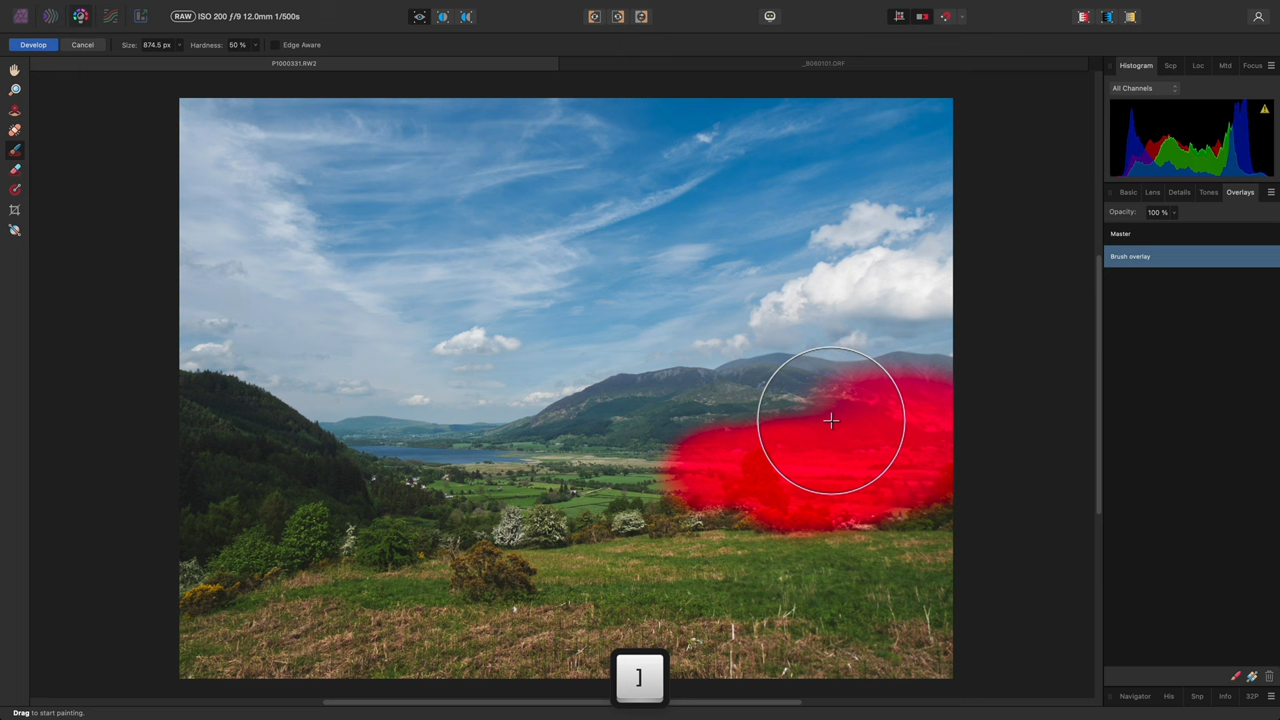 RAW ISO 200 ƒ/9 12.0mm 1/500s
Develop Cancel Size: 874.5 px Hardness: 50 % Edge Aware
P1000331.RW2 _B060101.ORF
Histogram Scp Loc Mtd Focus
All Channels
Basic Lens Details Tones Overlays
Opacity: 100 %
Master
Brush overlay
]
Navigator His Snp Info 32P
Drag to start painting.